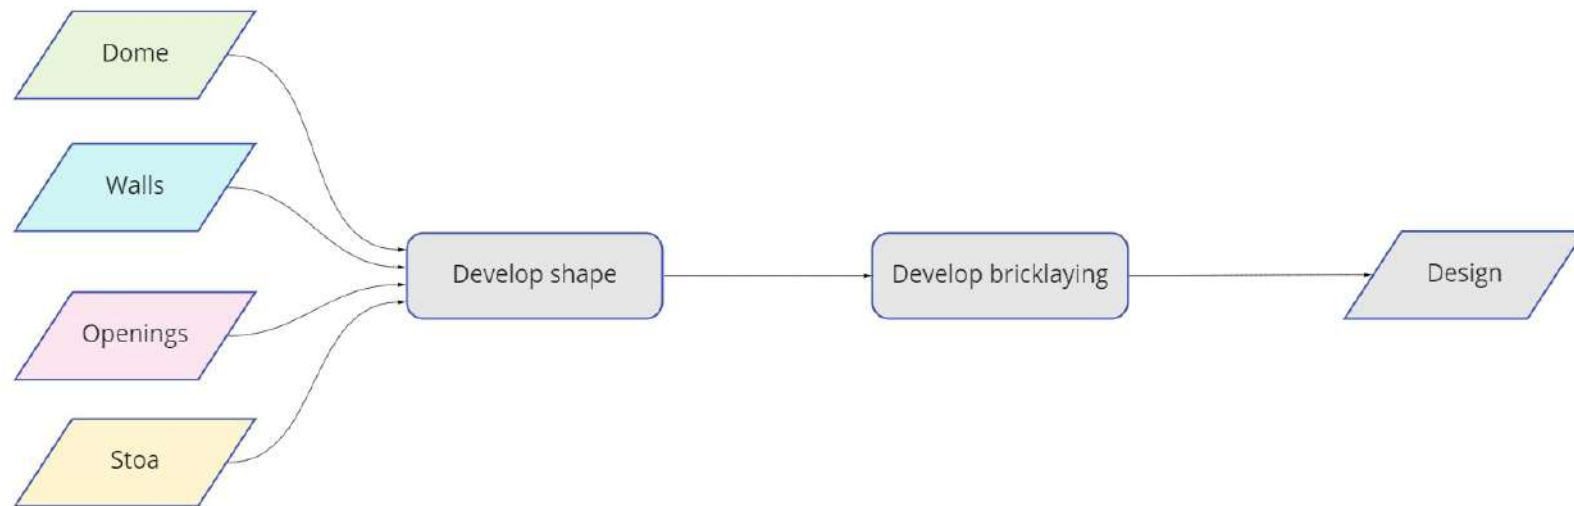 Dome
Walls
Openings
Stoa
Develop shape
Develop bricklaying
Design